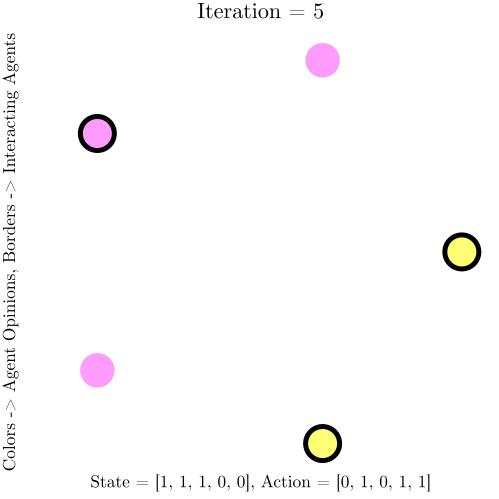 Iteration = 5
Colors -> Agent Opinions, Borders -> Interacting Agents
State = [1, 1, 1, 0, 0], Action = [0, 1, 0, 1, 1]